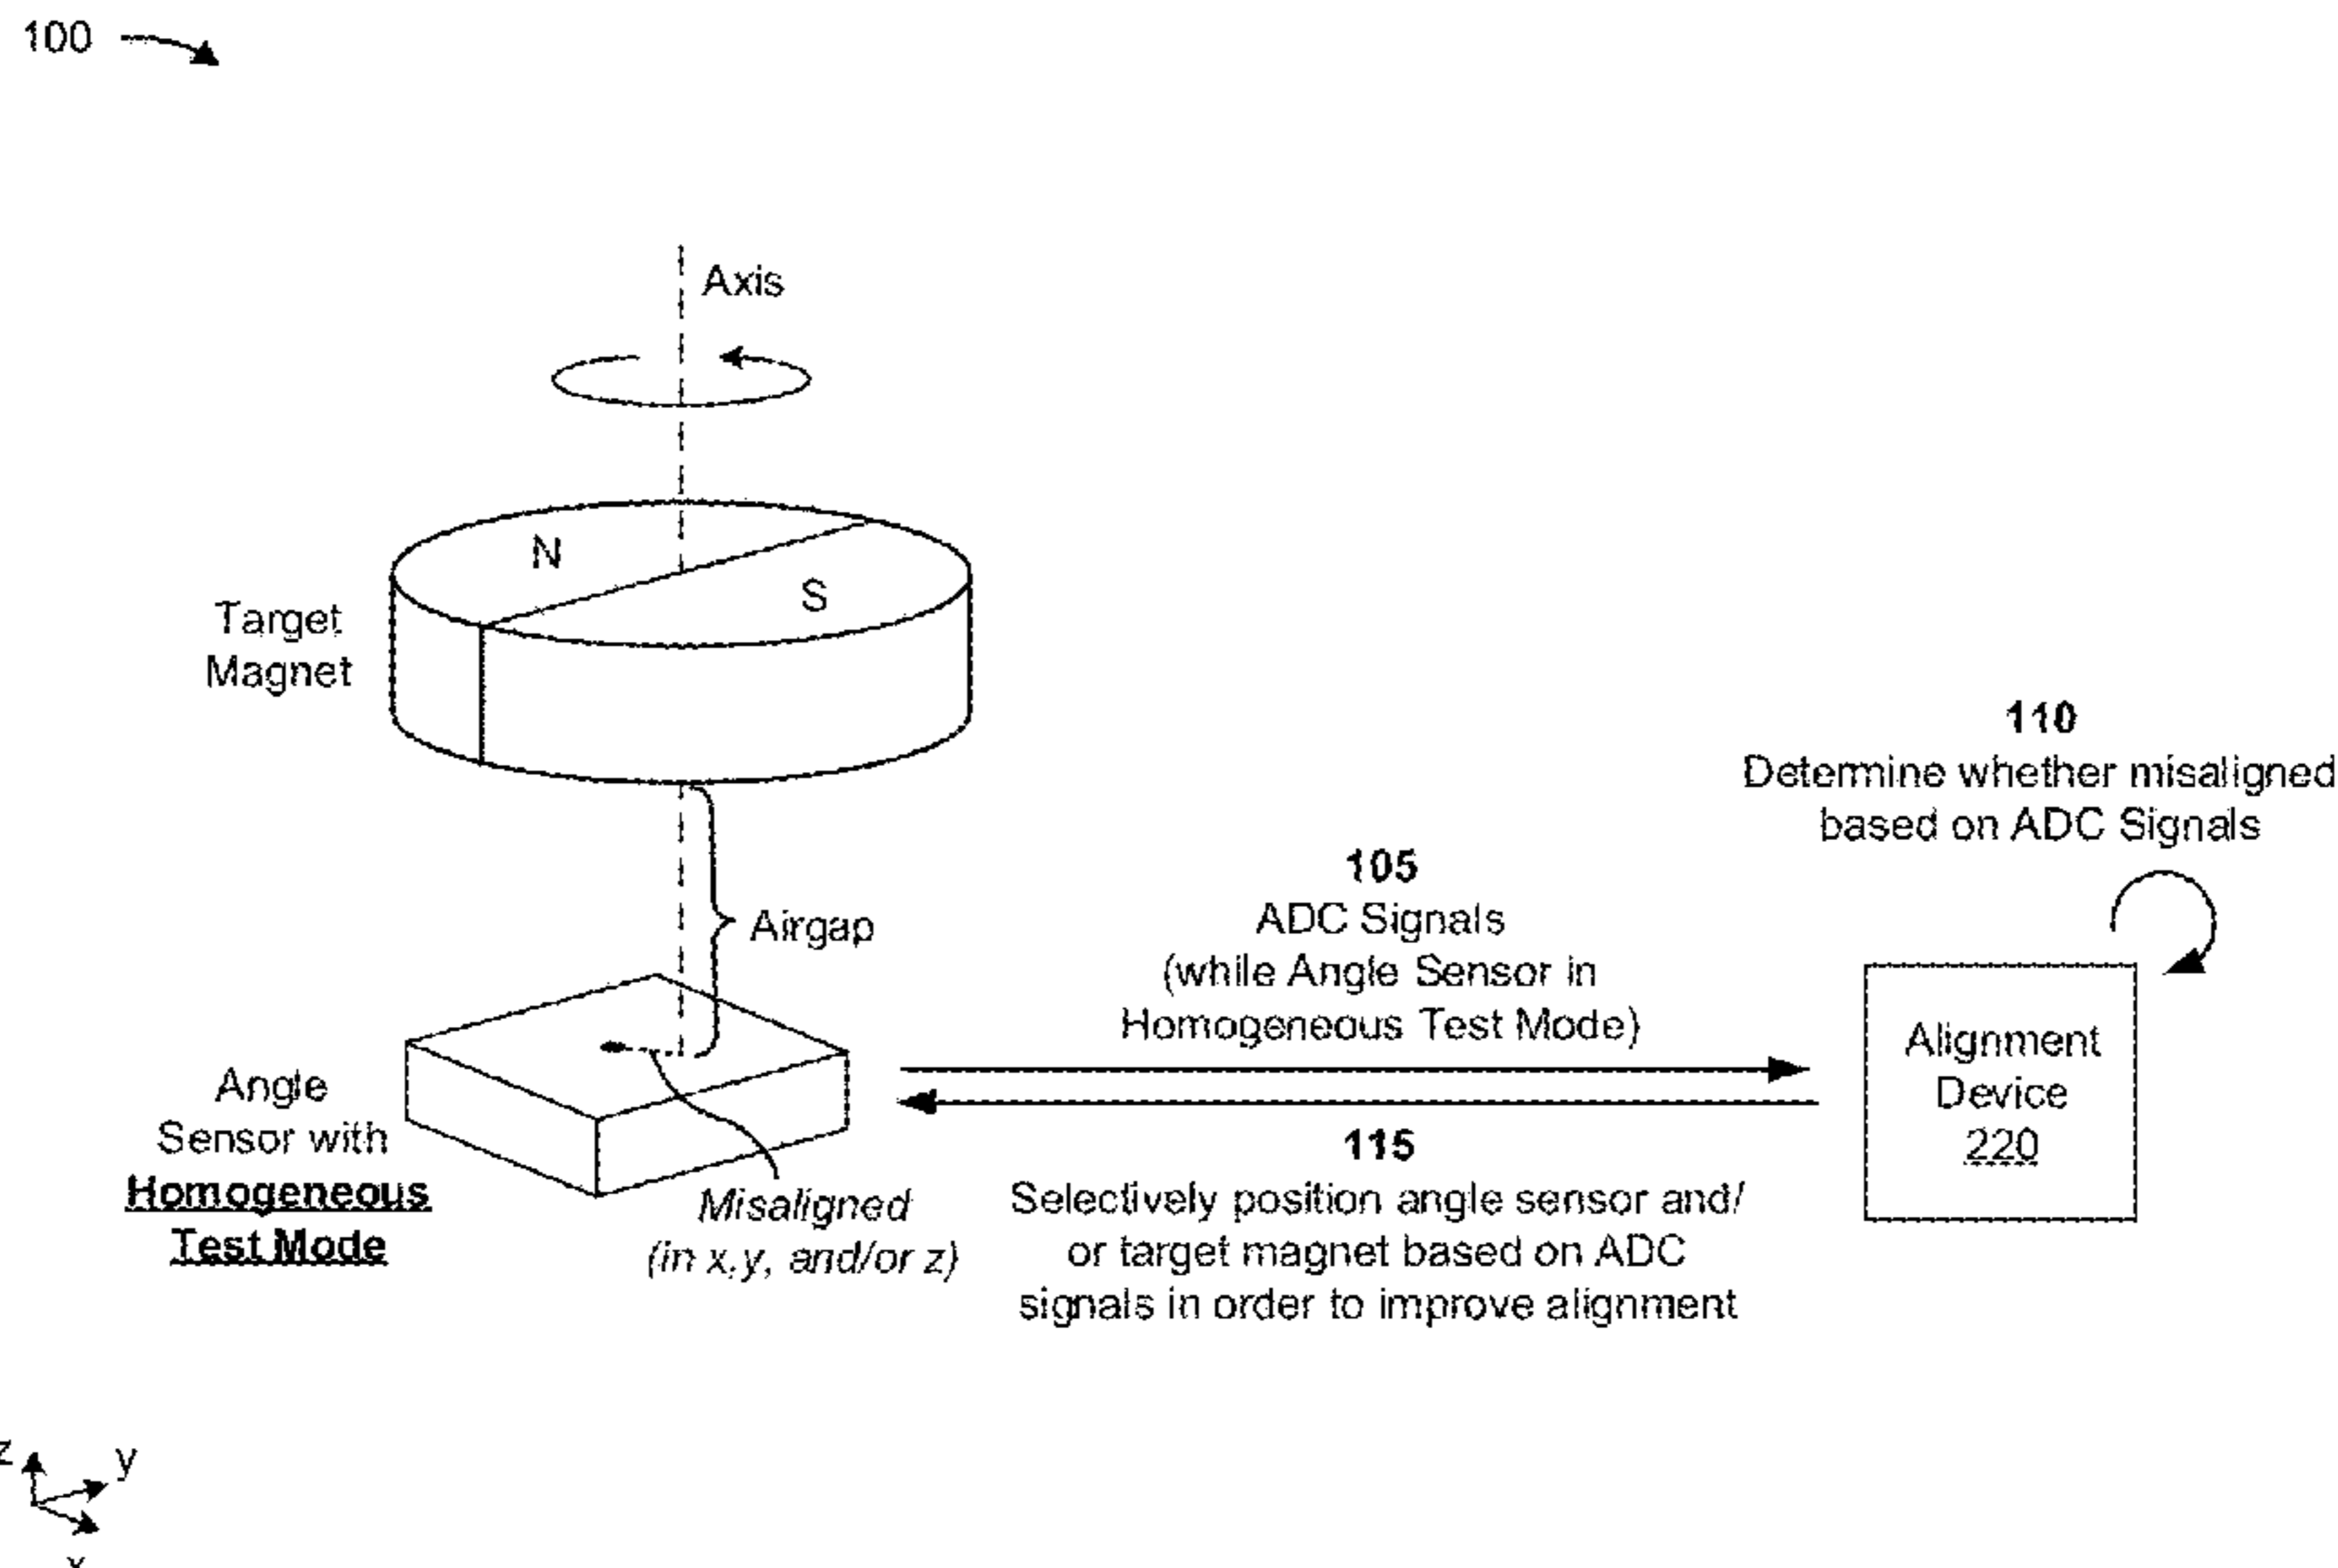 100
Axis
N
S
Target
Magnet
110
Determine whether misaligned
based on ADC Signals
105
ADC Signals
(while Angle Sensor in
Homogeneous Test Mode)
Airgap
Alignment
Device
220
Angle
Sensor with
Homogeneous
Test Mode
Misaligned
(in x,y, and/or z)
115
Selectively position angle sensor and/
or target magnet based on ADC
signals in order to improve alignment
z
y
x